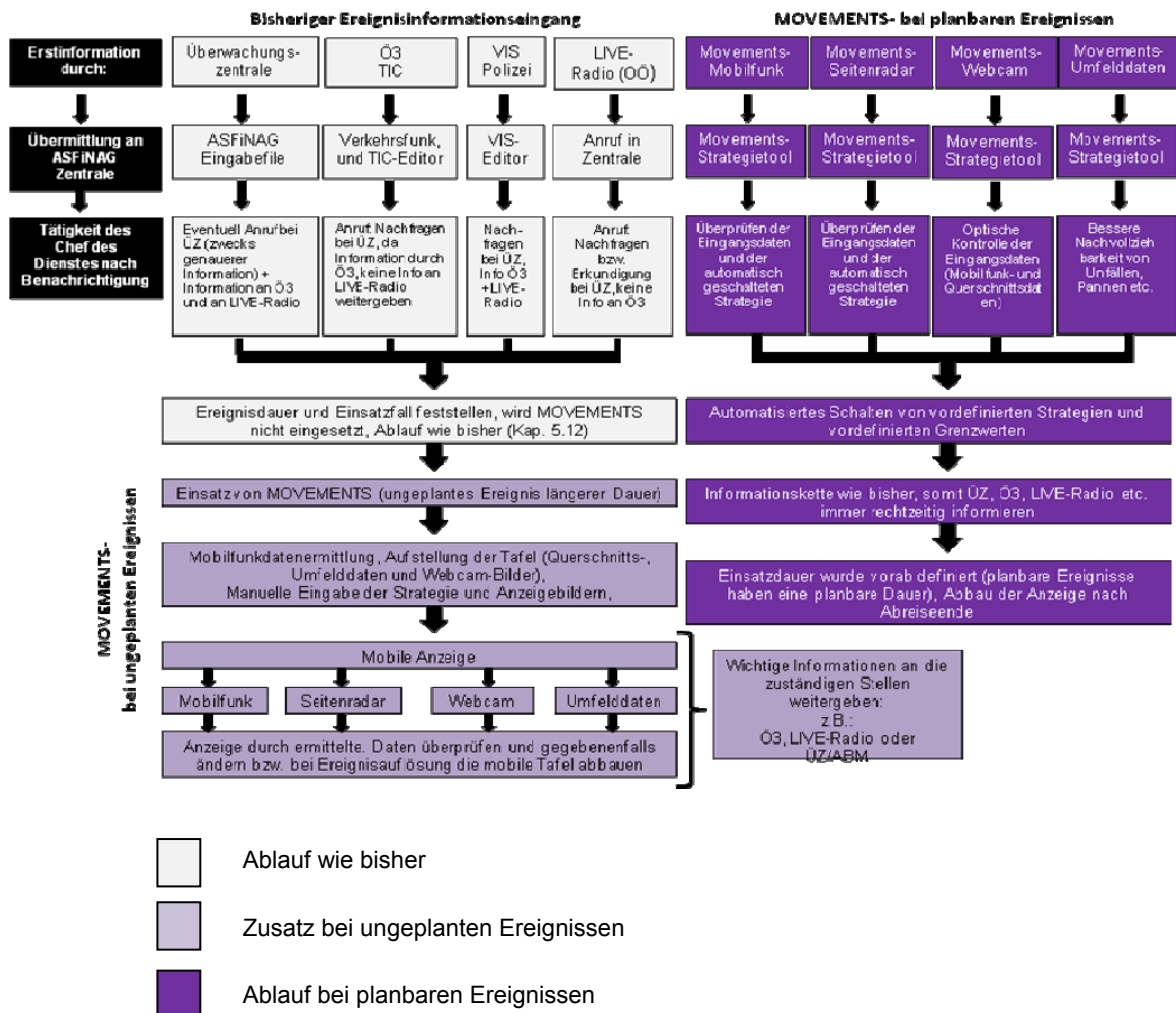 Bisheriger Ereignisinformationseingang
MOVEMENTS- bei planbaren Ereignissen
Erstinformation
durch:
Überwachungs-
zentrale
Ö3
TIC
VIS
Polizei
LIVE-
Radio (OÖ)
Movements-
Mobilfunk
Movements-
Seitenradar
Movements-
Webcam
Movements-
Umfelddaten
Übermittlung an
ASFiNAG
Zentrale
ASFiNAG
Eingabefile
Verkehrsfunk,
und TIC-Editor
VIS-
Editor
Anruf in
Zentrale
Movements-
Strategietool
Movements-
Strategietool
Movements-
Strategietool
Movements-
Strategietool
Tätigkeit des
Chef des
Dienstes nach
Benachrichtigung
Eventuell Anruf bei
ÜZ (zwecks
genauerer
Information) +
Information an Ö3
und an LIVE-Radio
Anruf: Nachfragen
bei ÜZ, da
Information durch
Ö3, keine Info an
LIVE-Radio
weitergeben
Nach-
fragen
bei ÜZ,
Info Ö3
+LIVE-
Radio
Anruf:
Nachfragen
bzw.
Erkundigung
bei ÜZ, keine
Info an Ö3
Überprüfen der
Eingangsdaten
und der
automatisch
geschalteten
Strategie
Überprüfen der
Eingangsdaten
und der
automatisch
geschalteten
Strategie
Optische
Kontrolle der
Eingangsdaten
(Mobilfunk- und
Querschnittsdat
en)
Bessere
Nachvollzieh
barkeit von
Unfällen,
Pannen etc.
Ereignisdauer und Einsatzfall feststellen, wird MOVEMENTS
nicht eingesetzt, Ablauf wie bisher (Kap. 5.12)
Automatisiertes Schalten von vordefinierten Strategien und
vordefinierten Grenzwerten
MOVEMENTS-
bei ungeplanten Ereignissen
Einsatz von MOVEMENTS (ungeplantes Ereignis längerer Dauer)
Informationskette wie bisher, somit ÜZ, Ö3, LIVE-Radio etc.
immer rechtzeitig informieren
Mobilfunkdatenermittlung, Aufstellung der Tafel (Querschnitts-,
Umfelddaten und Webcam-Bilder),
Manuelle Eingabe der Strategie und Anzeigebildern,
Einsatzdauer wurde vorab definiert (planbare Ereignisse
haben eine planbare Dauer), Abbau der Anzeige nach
Abreiseende
Mobile Anzeige
Mobilfunk
Seitenradar
Webcam
Umfelddaten
Anzeige durch ermittelte. Daten überprüfen und gegebenenfalls
ändern bzw. bei Ereignisauflösung die mobile Tafel abbauen
Wichtige Informationen an die
zuständigen Stellen
weitergeben:
z.B.:
Ö3, LIVE-Radio oder
ÜZ/ABM
Ablauf wie bisher
Zusatz bei ungeplanten Ereignissen
Ablauf bei planbaren Ereignissen